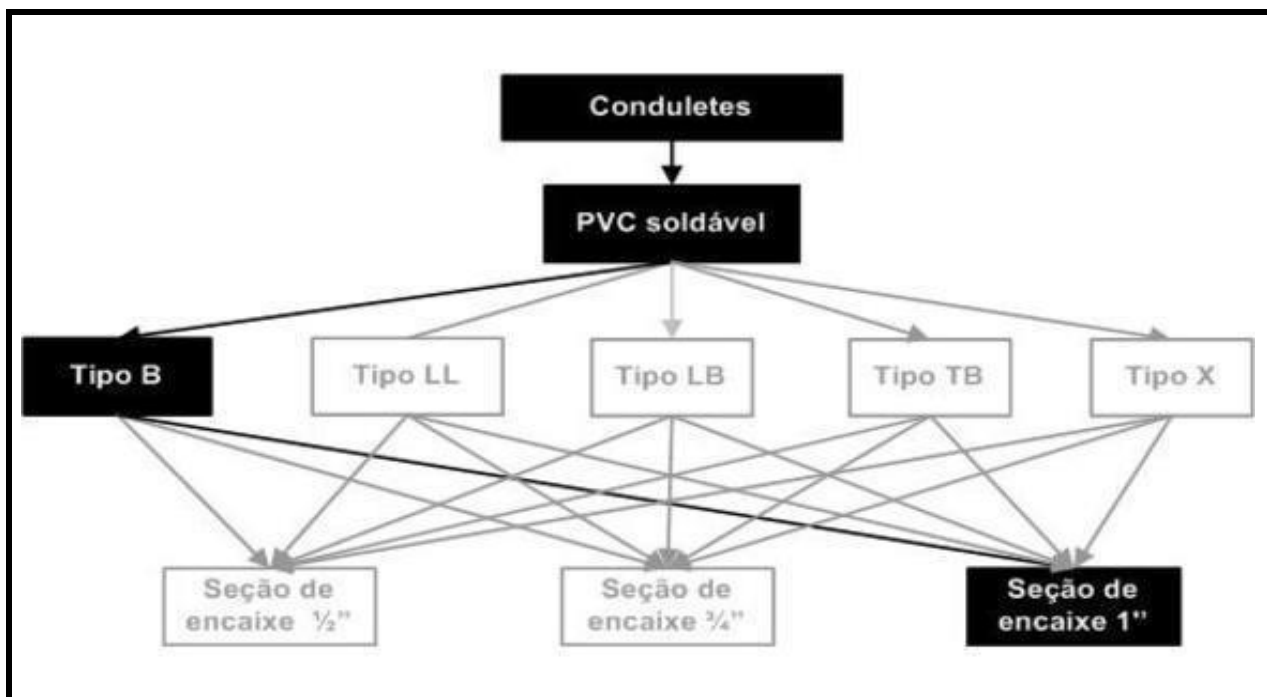 Conduletes
PVC soldável
Tipo B
Tipo LL
Tipo LB
Tipo TB
Tipo X
Seção de
encaixe ½”
Seção de
encaixe ¾”
Seção de
encaixe 1”